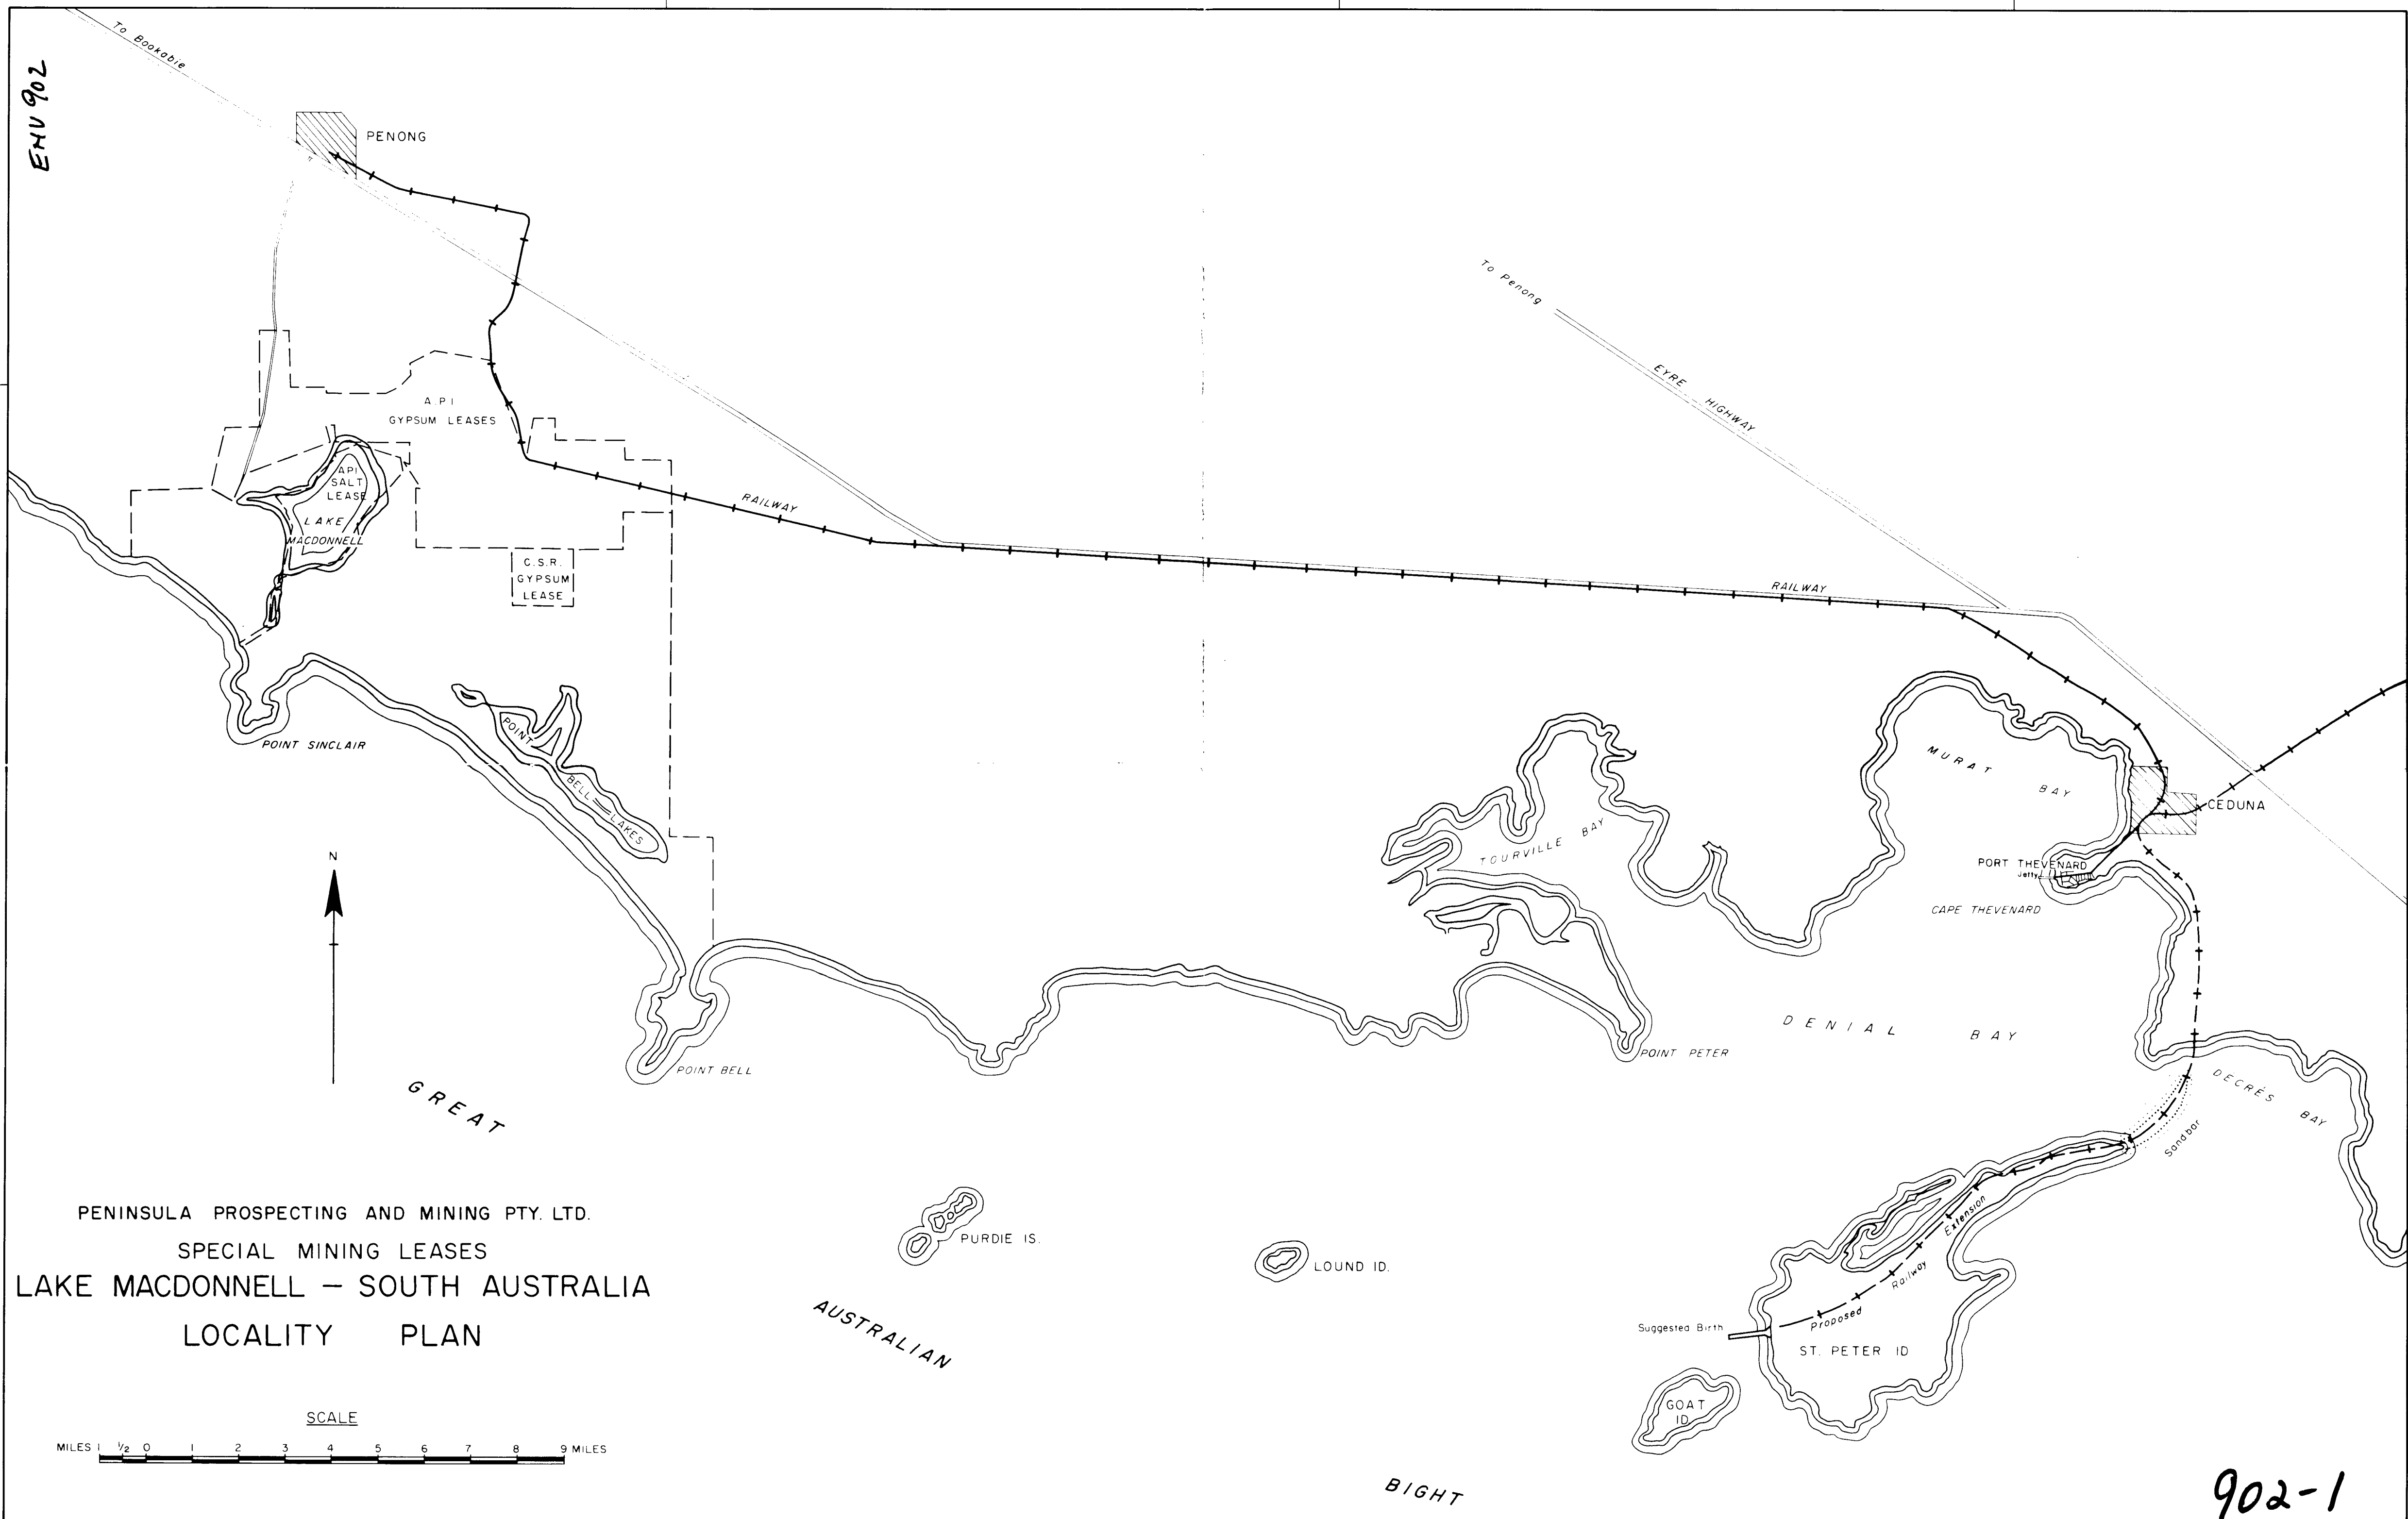 ENV 902
To Bookabie
PENONG
To Penong
EYRE
HIGHWAY
A.P.I
GYPSUM LEASES
API
SALT
LEASE
LAKE
MACDONNELL
RAILWAY
C.S.R.
GYPSUM
LEASE
RAILWAY
POINT SINCLAIR
POINT
BELL
LAKES
MURAT
BAY
TOURVILLE BAY
CEDUNA
PORT THEVENARD
Jetty
CAPE THEVENARD
N
DENIAL BAY
POINT PETER
POINT BELL
DECRÉS BAY
Sandbar
GREAT
PENINSULA PROSPECTING AND MINING PTY. LTD.
SPECIAL MINING LEASES
LAKE MACDONNELL — SOUTH AUSTRALIA
LOCALITY PLAN
PURDIE IS.
LOUND ID.
AUSTRALIAN
Proposed Railway Extension
Suggested Birth
ST. PETER ID
GOAT
ID
SCALE
MILES 1 1/2 0 1 2 3 4 5 6 7 8 9 MILES
BIGHT
902-1